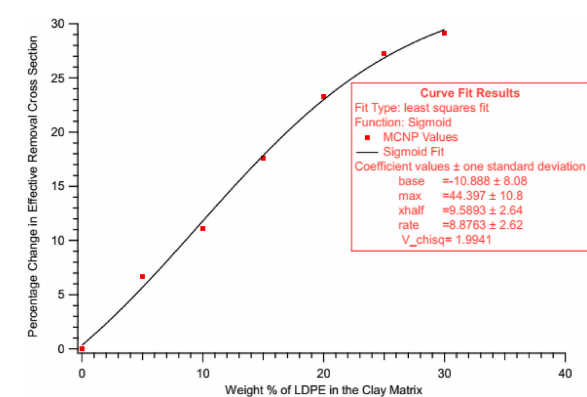 30
25
20
15
10
5
0
Percentage Change in Effective Removal Cross Section
Curve Fit Results
Fit Type: least squares fit
Function: Sigmoid
MCNP Values
Sigmoid Fit
Coefficient values ± one standard deviation
base =-10.888 ± 8.08
max =44.397 ± 10.8
xhalf =9.5893 ± 2.64
rate =8.8763 ± 2.62
V_chisq= 1.9941
0 10 20 30 40
Weight % of LDPE in the Clay Matrix